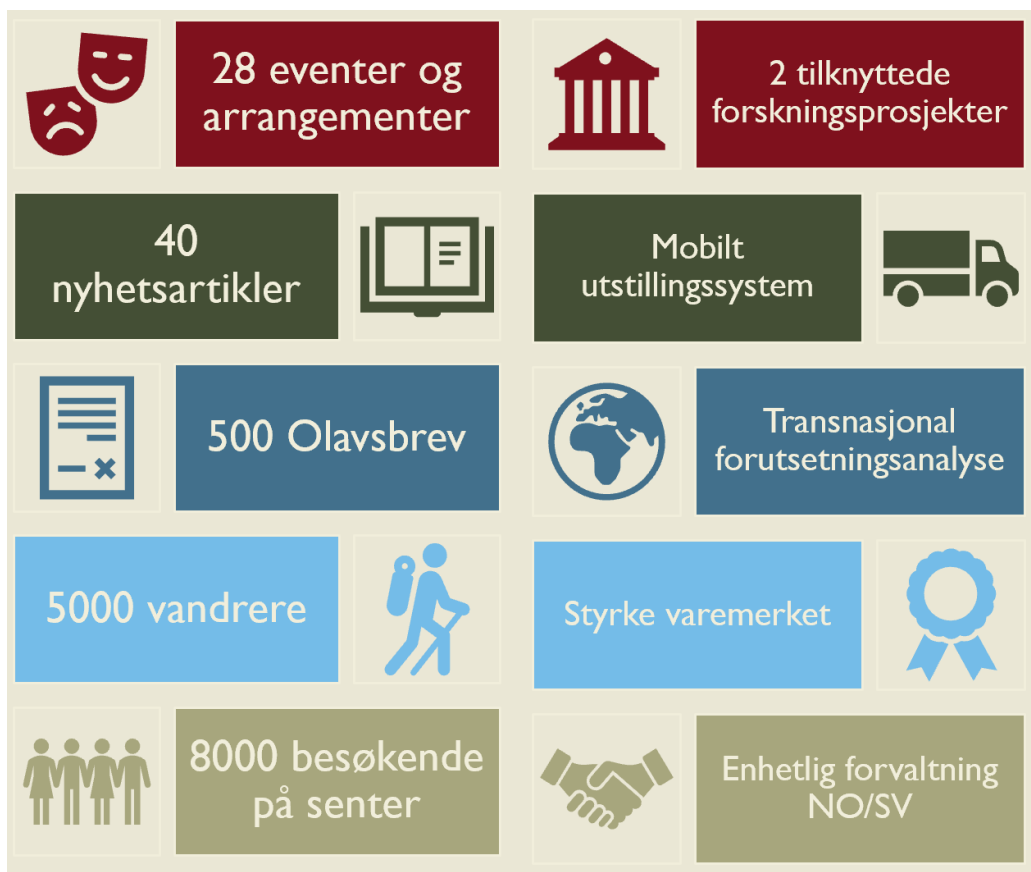 28 eventer og
arrangementer
2 tilknyttede
forskningsprosjekter
40
nyhetsartikler
Mobilt
utstillingssystem
500 Olavsbrev
Transnasjonal
forutsetningsanalyse
5000 vandrere
Styrke varemerket
8000 besøkende
på senter
Enhetlig forvaltning
NO/SV